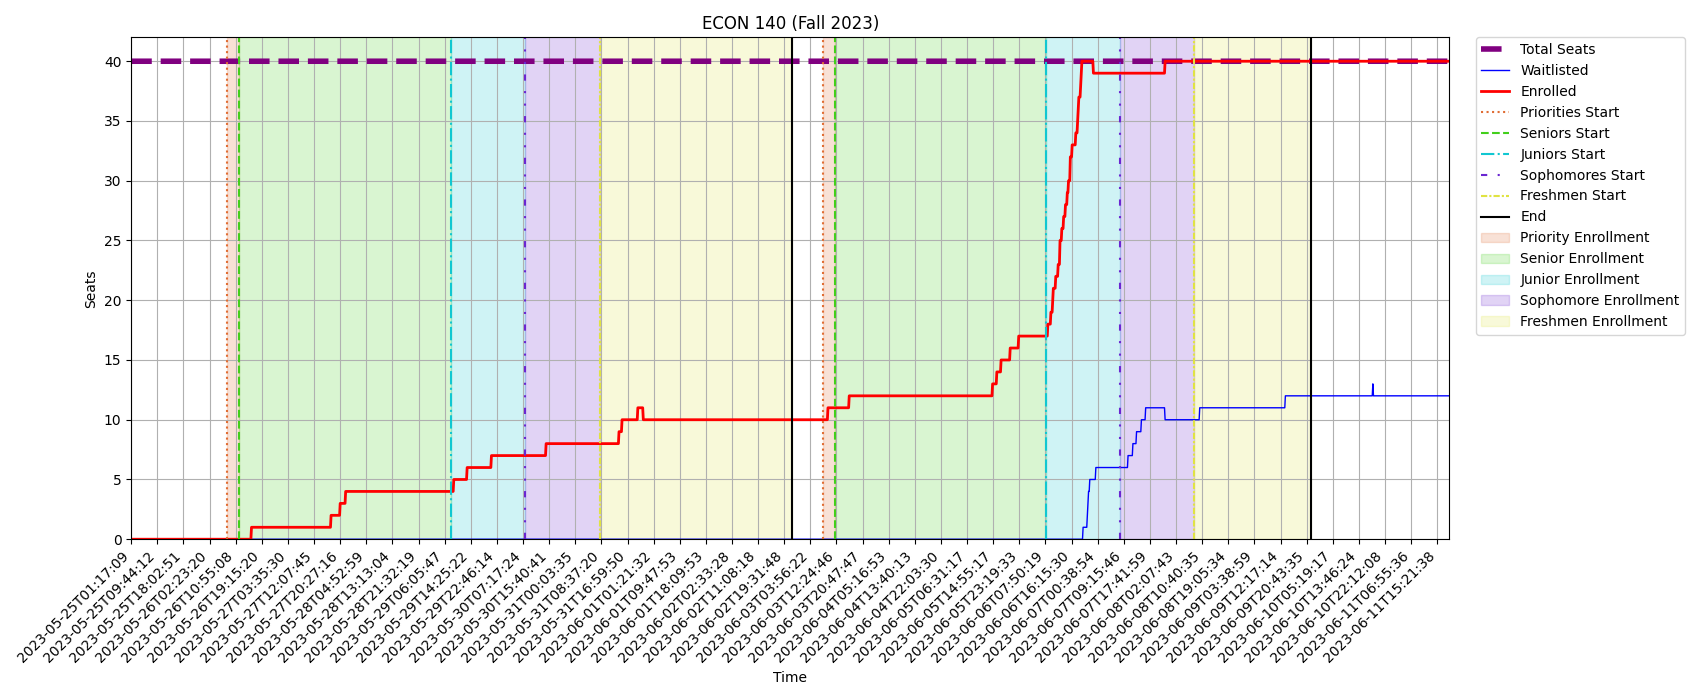 ECON 140 (Fall 2023)
Seats
40
35
30
25
20
15
10
5
0
2023-05-25T01:17:09
2023-05-25T09:44:12
2023-05-25T18:02:51
2023-05-26T02:23:20
2023-05-26T10:55:08
2023-05-26T19:15:20
2023-05-27T03:35:30
2023-05-27T12:07:45
2023-05-27T20:27:16
2023-05-28T04:52:59
2023-05-28T13:13:04
2023-05-28T21:32:19
2023-05-29T06:05:47
2023-05-29T14:25:22
2023-05-29T22:46:14
2023-05-30T07:17:24
2023-05-30T15:40:41
2023-05-31T00:03:35
2023-05-31T08:37:20
2023-05-31T16:59:50
2023-06-01T01:21:32
2023-06-01T09:47:53
2023-06-01T18:09:53
2023-06-02T02:33:28
2023-06-02T11:08:18
2023-06-02T19:31:48
2023-06-03T03:56:22
2023-06-03T12:24:46
2023-06-03T20:47:47
2023-06-04T05:16:53
2023-06-04T13:40:13
2023-06-04T22:03:30
2023-06-05T06:31:17
2023-06-05T14:55:17
2023-06-05T23:19:33
2023-06-06T07:50:19
2023-06-06T16:15:30
2023-06-07T00:38:54
2023-06-07T09:15:46
2023-06-07T17:41:59
2023-06-08T02:07:43
2023-06-08T10:40:35
2023-06-08T19:05:34
2023-06-09T03:38:59
2023-06-09T12:17:14
2023-06-09T20:43:35
2023-06-10T05:19:17
2023-06-10T13:46:24
2023-06-10T22:12:08
2023-06-11T06:55:36
2023-06-11T15:21:38
Time
Total Seats
Waitlisted
Enrolled
Priorities Start
Seniors Start
Juniors Start
Sophomores Start
Freshmen Start
End
Priority Enrollment
Senior Enrollment
Junior Enrollment
Sophomore Enrollment
Freshmen Enrollment